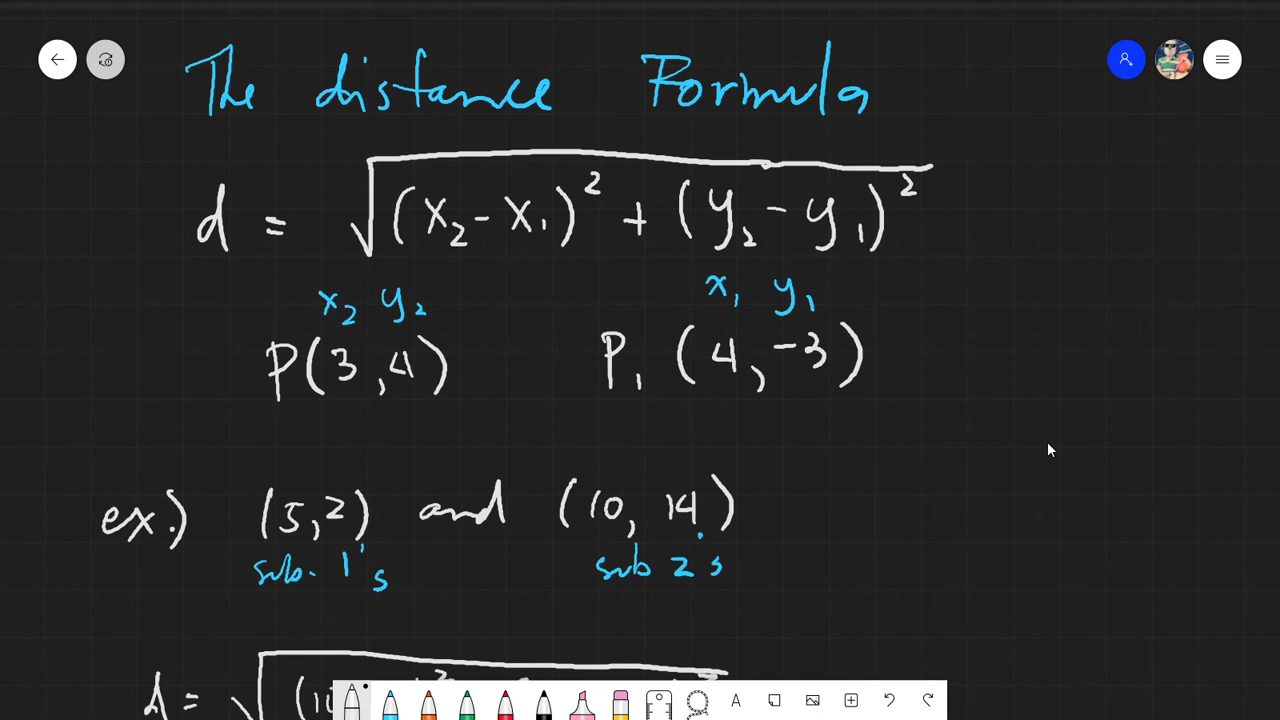 The distance Formula
d = √(x₂ - x₁)² + (y₂ - y₁)²
x₂ y₂ x₁ y₁
P(3,4) P₁(4,-3)
ex.) (5,2) and (10,14)
sub. 1's sub 2's
d = √(10